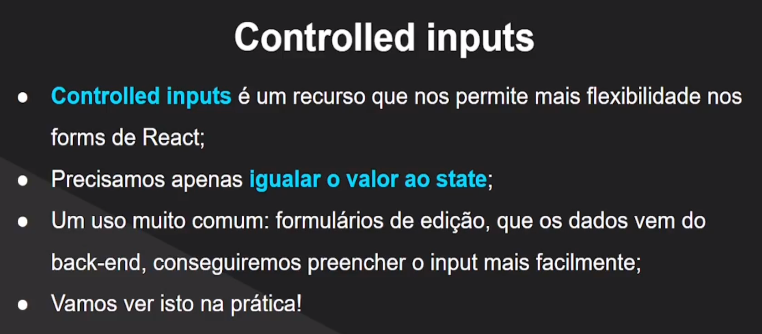 Controlled inputs
● Controlled inputs é um recurso que nos permite mais flexibilidade nos
forms de React;
● Precisamos apenas igualar o valor ao state;
● Um uso muito comum: formulários de edição, que os dados vem do
back-end, conseguiremos preencher o input mais facilmente;
● Vamos ver isto na prática!